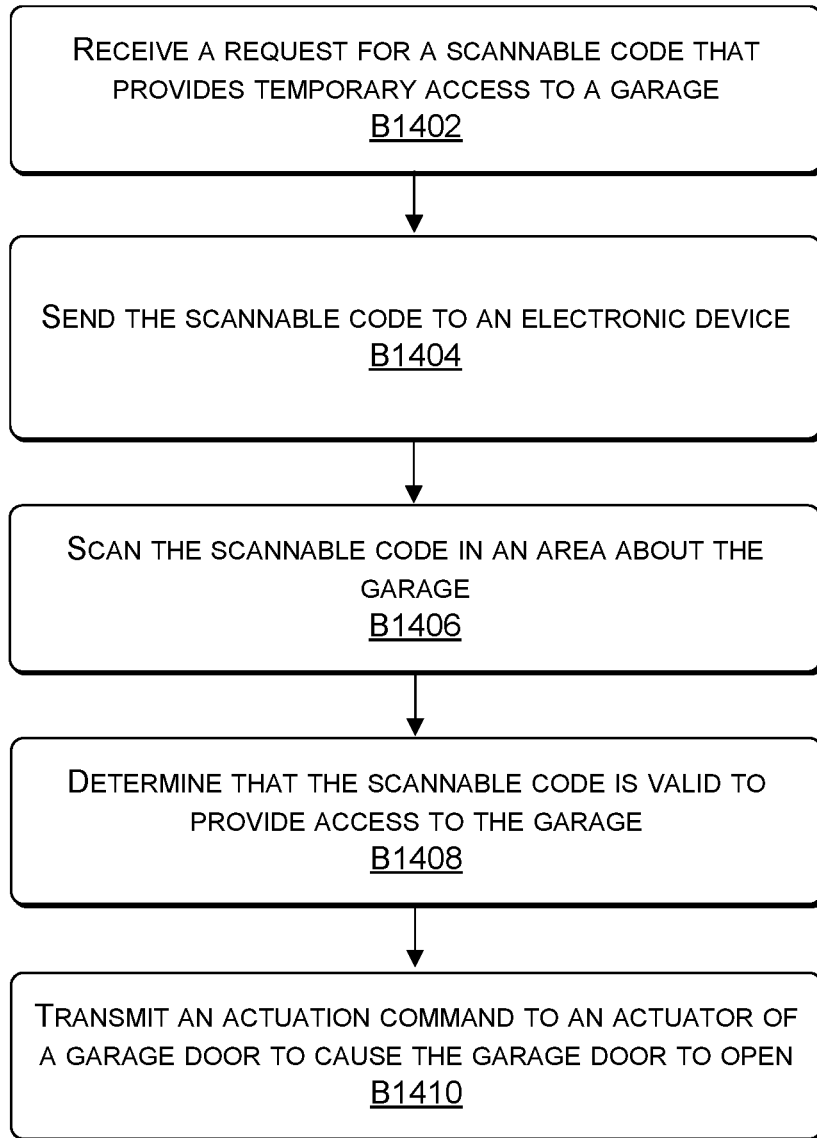 RECEIVE A REQUEST FOR A SCANNABLE CODE THAT
PROVIDES TEMPORARY ACCESS TO A GARAGE
B1402
SEND THE SCANNABLE CODE TO AN ELECTRONIC DEVICE
B1404
SCAN THE SCANNABLE CODE IN AN AREA ABOUT THE
GARAGE
B1406
DETERMINE THAT THE SCANNABLE CODE IS VALID TO
PROVIDE ACCESS TO THE GARAGE
B1408
TRANSMIT AN ACTUATION COMMAND TO AN ACTUATOR OF
A GARAGE DOOR TO CAUSE THE GARAGE DOOR TO OPEN
B1410